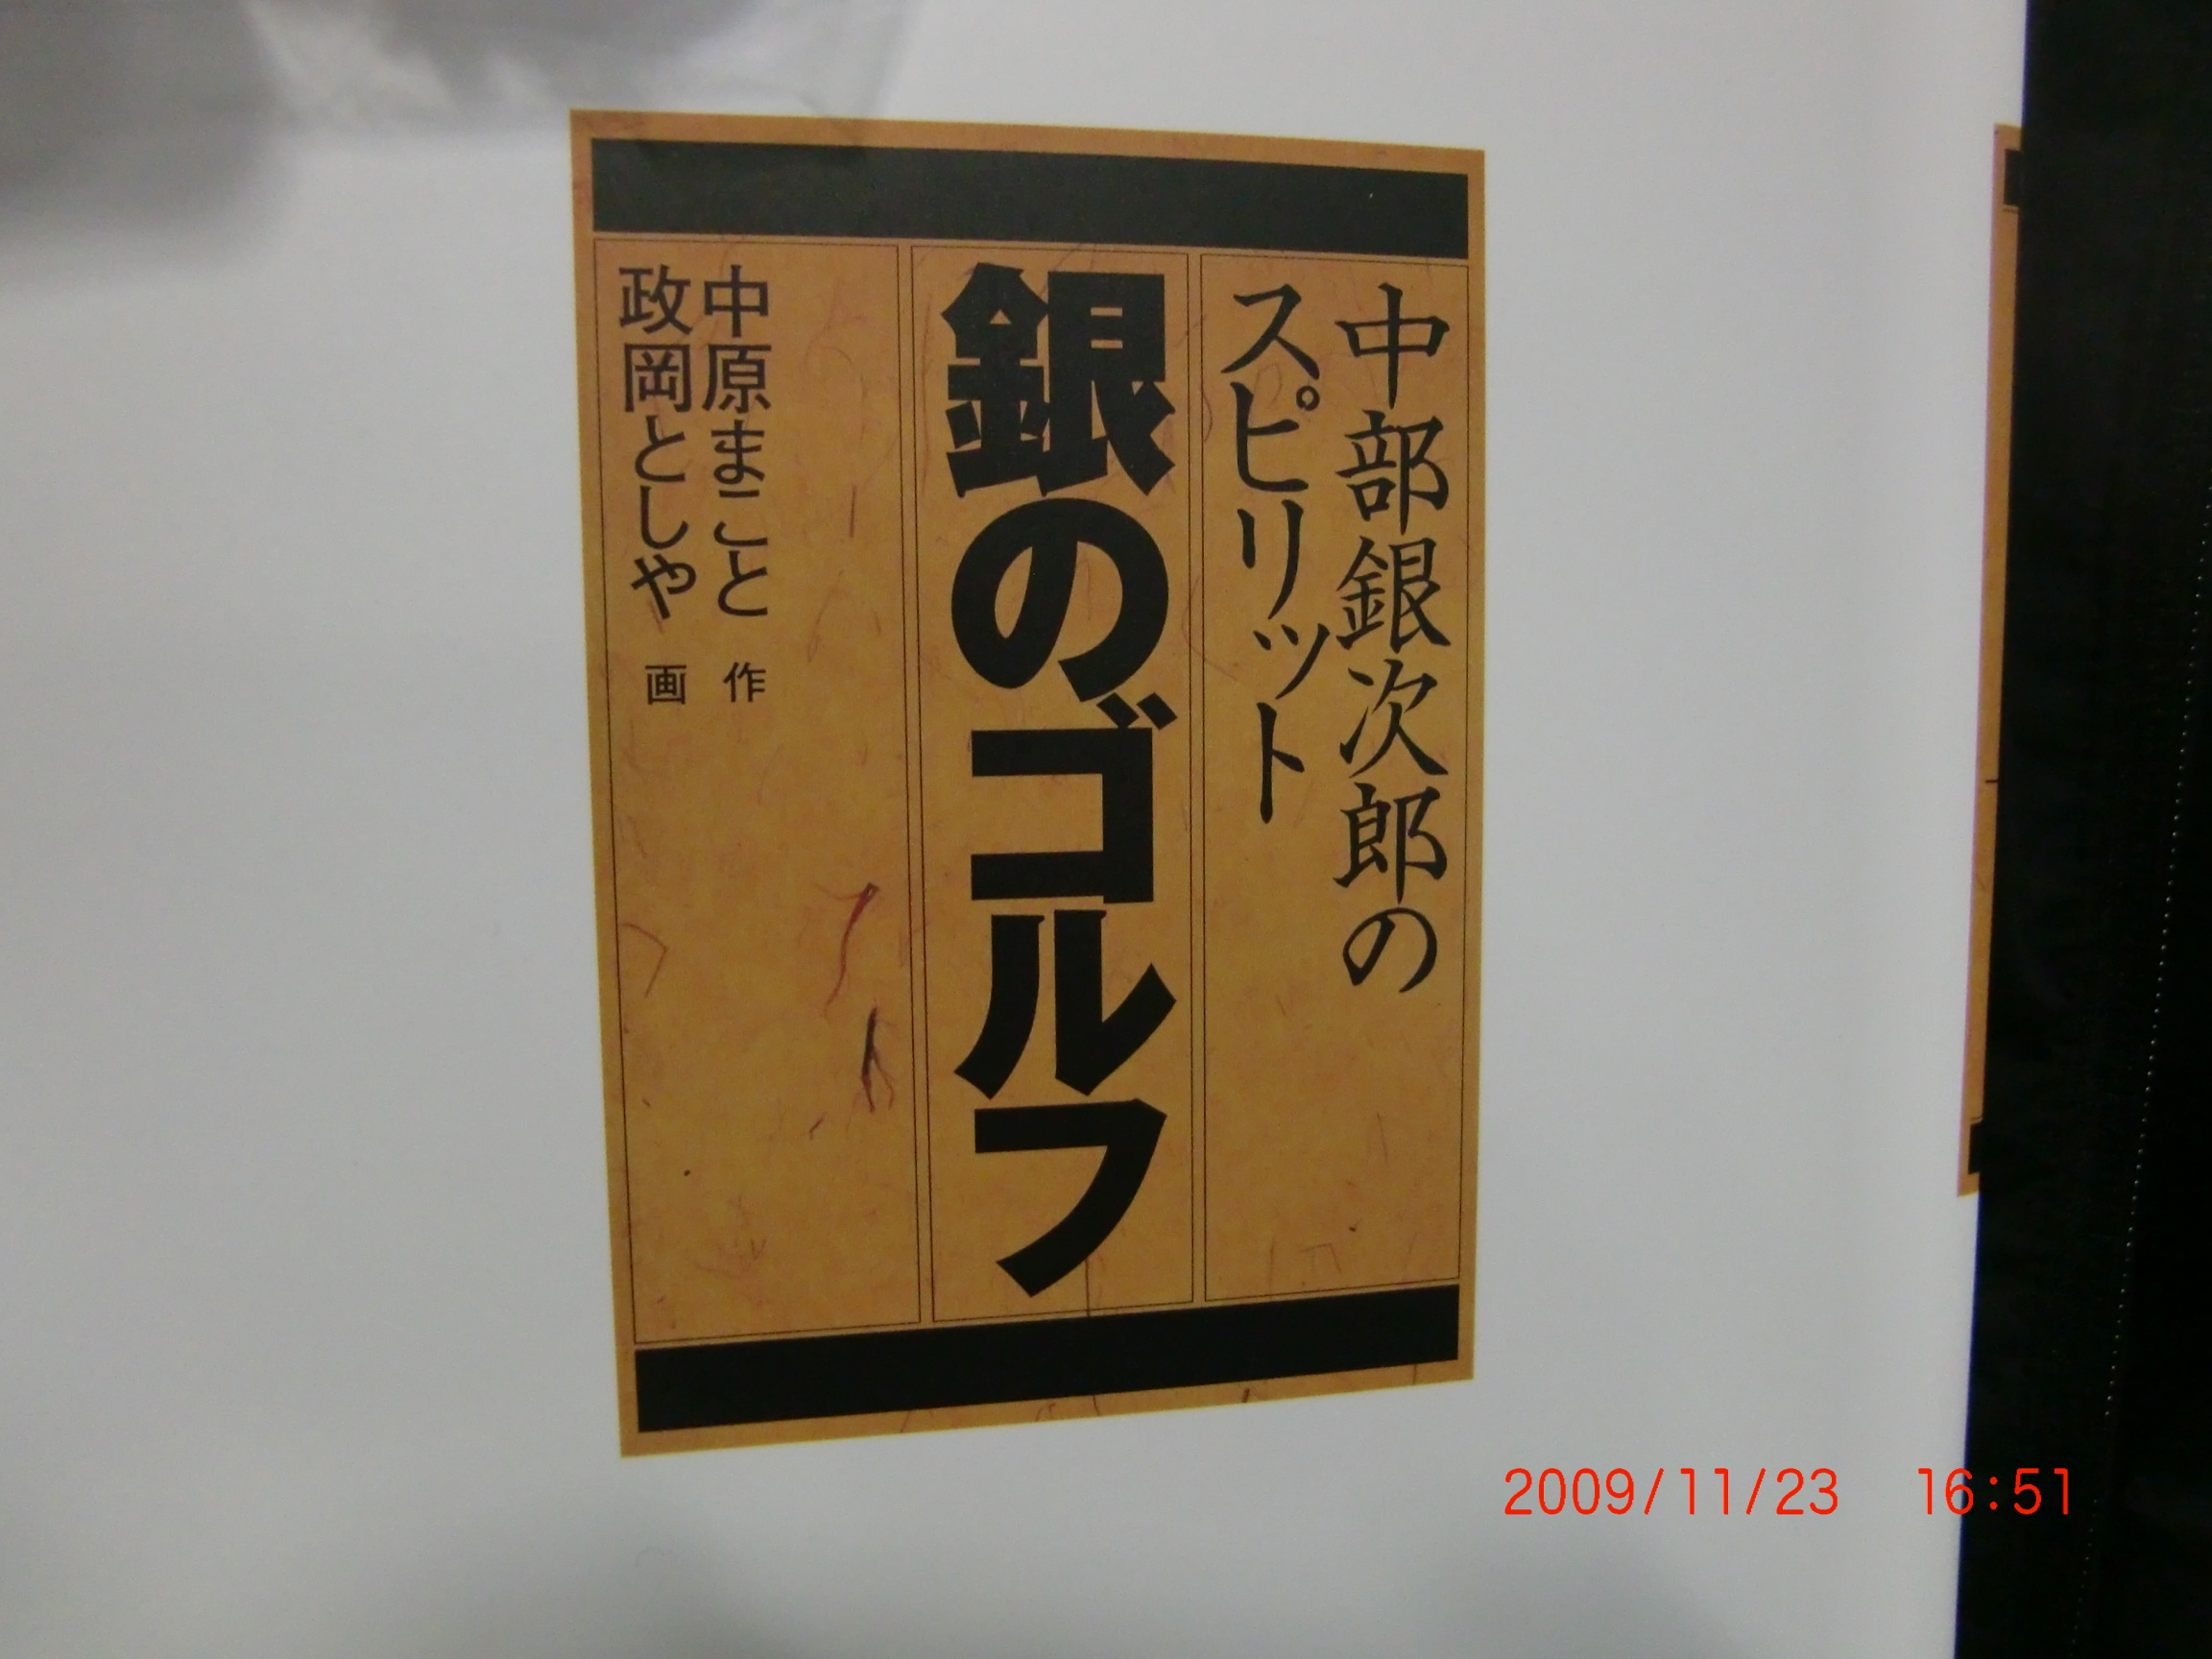 中部銀次郎の
スピリット
銀のゴルフ
中原まこと 作
政岡としや 画
2009/11/23 16:51